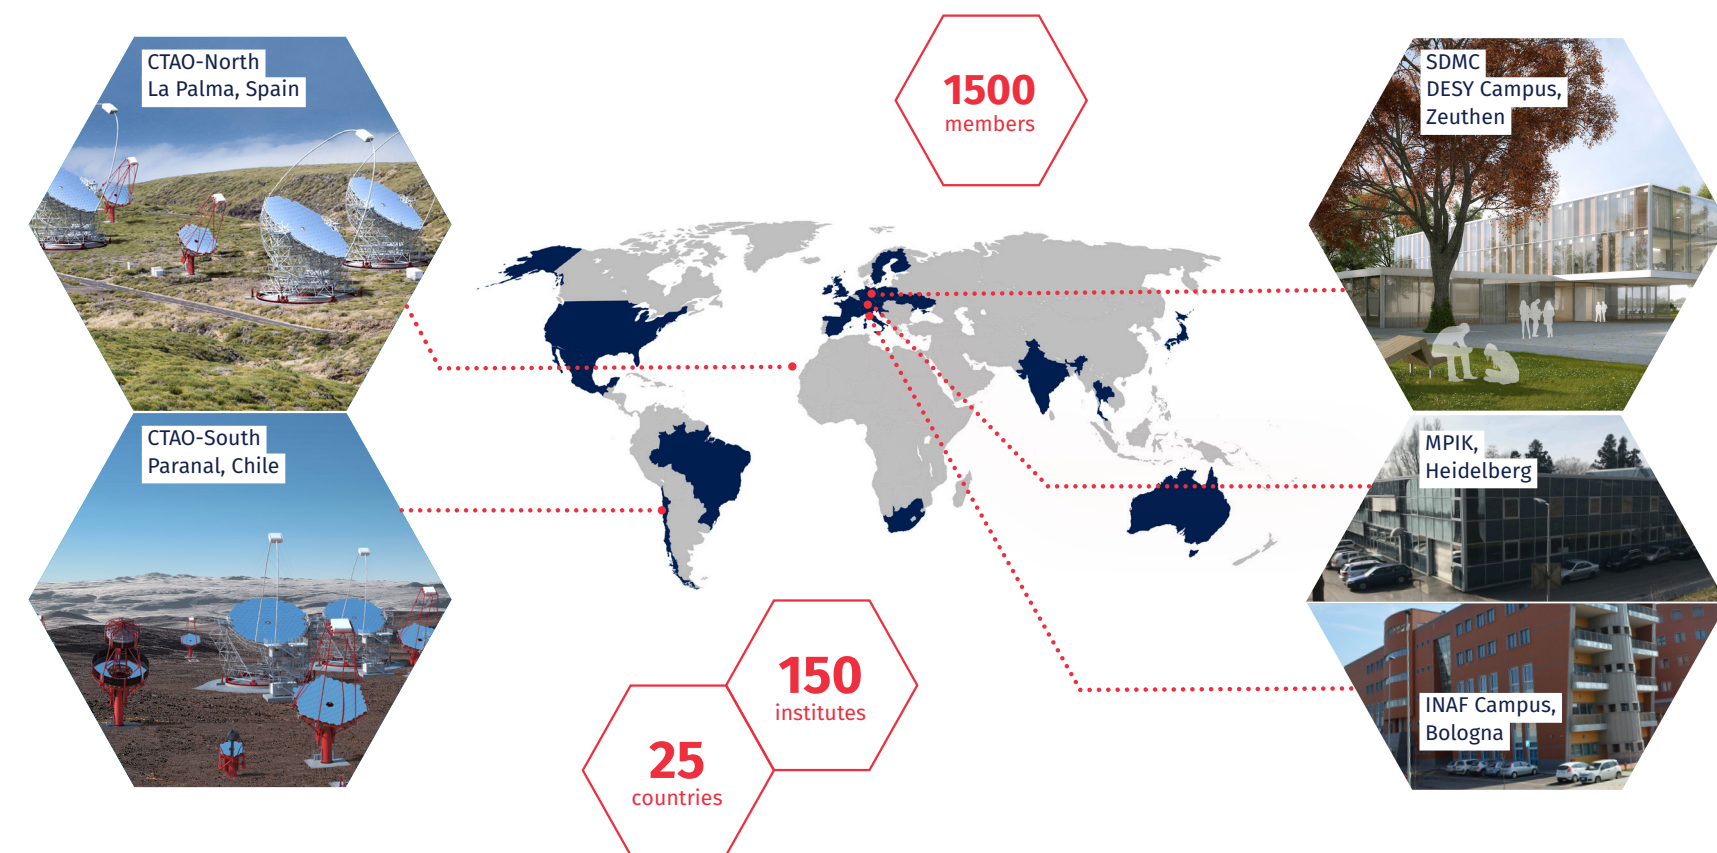 CTAO-North
La Palma, Spain
1500
members
SDMC
DESY Campus,
Zeuthen
CTAO-South
Paranal, Chile
MPIK,
Heidelberg
150
institutes
25
countries
INAF Campus,
Bologna